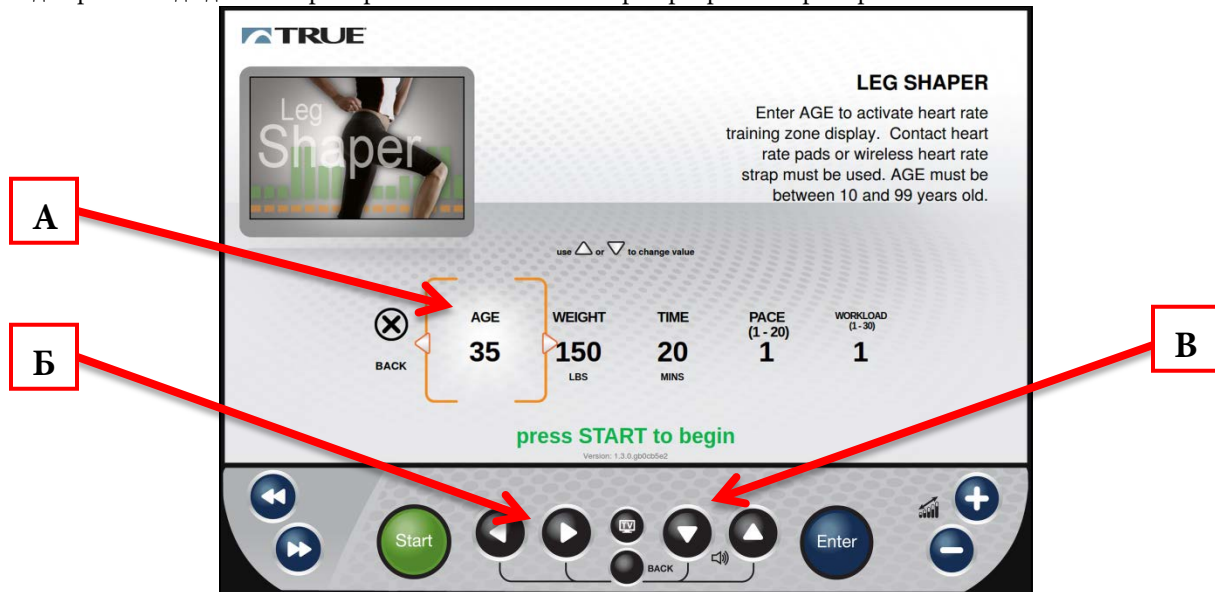 TRUE
Leg
Shaper
LEG SHAPER
Enter AGE to activate heart rate
training zone display. Contact heart
rate pads or wireless heart rate
strap must be used. AGE must be
between 10 and 99 years old.
А
use △ or ▽ to change value
AGE
WEIGHT
TIME
PACE
(1 - 20)
WORKLOAD
(1 - 30)
Б
BACK
35
150
LBS
20
MINS
1
1
В
press START to begin
Version: 1.3.0.gb0cb5e2
Start
TV
BACK
Enter